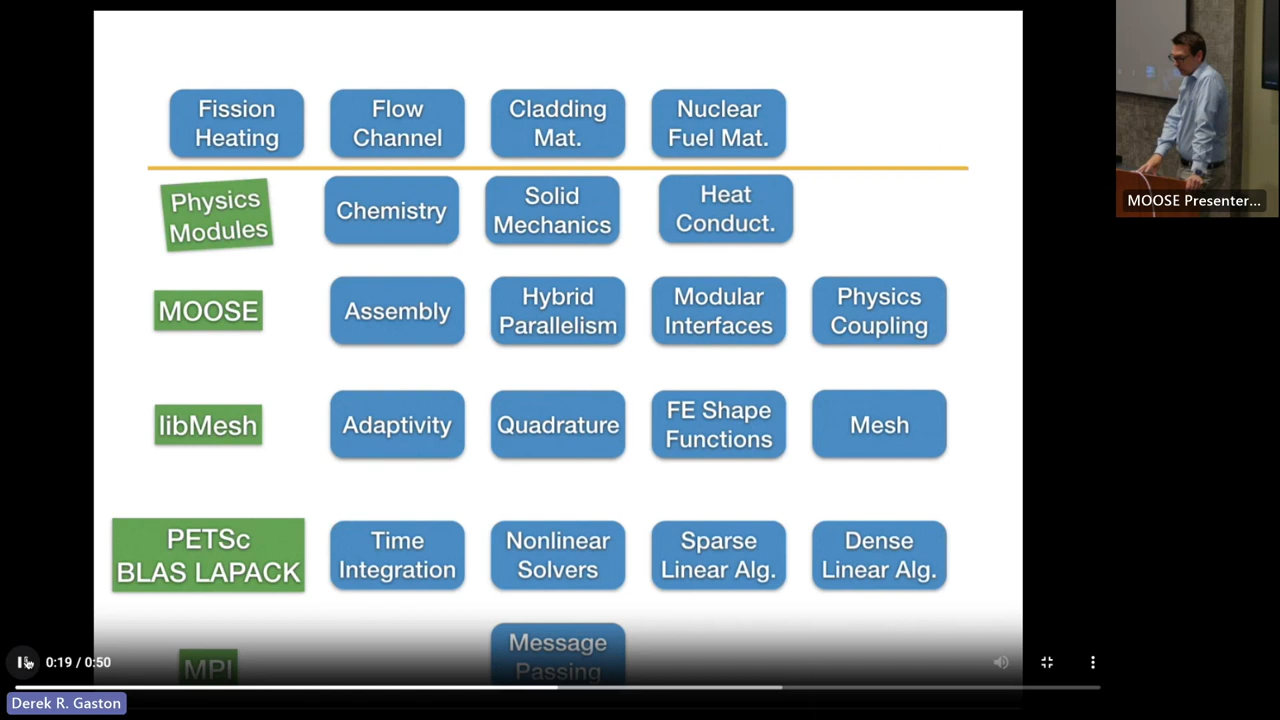 Fission
Heating
Flow
Channel
Cladding
Mat.
Nuclear
Fuel Mat.
Physics
Modules
Chemistry
Solid
Mechanics
Heat
Conduct.
MOOSE
Assembly
Hybrid
Parallelism
Modular
Interfaces
Physics
Coupling
libMesh
Adaptivity
Quadrature
FE Shape
Functions
Mesh
PETSc
BLAS LAPACK
Time
Integration
Nonlinear
Solvers
Sparse
Linear Alg.
Dense
Linear Alg.
MPI
Message
Passing
0:19 / 0:50
Derek R. Gaston
MOOSE Presenter...